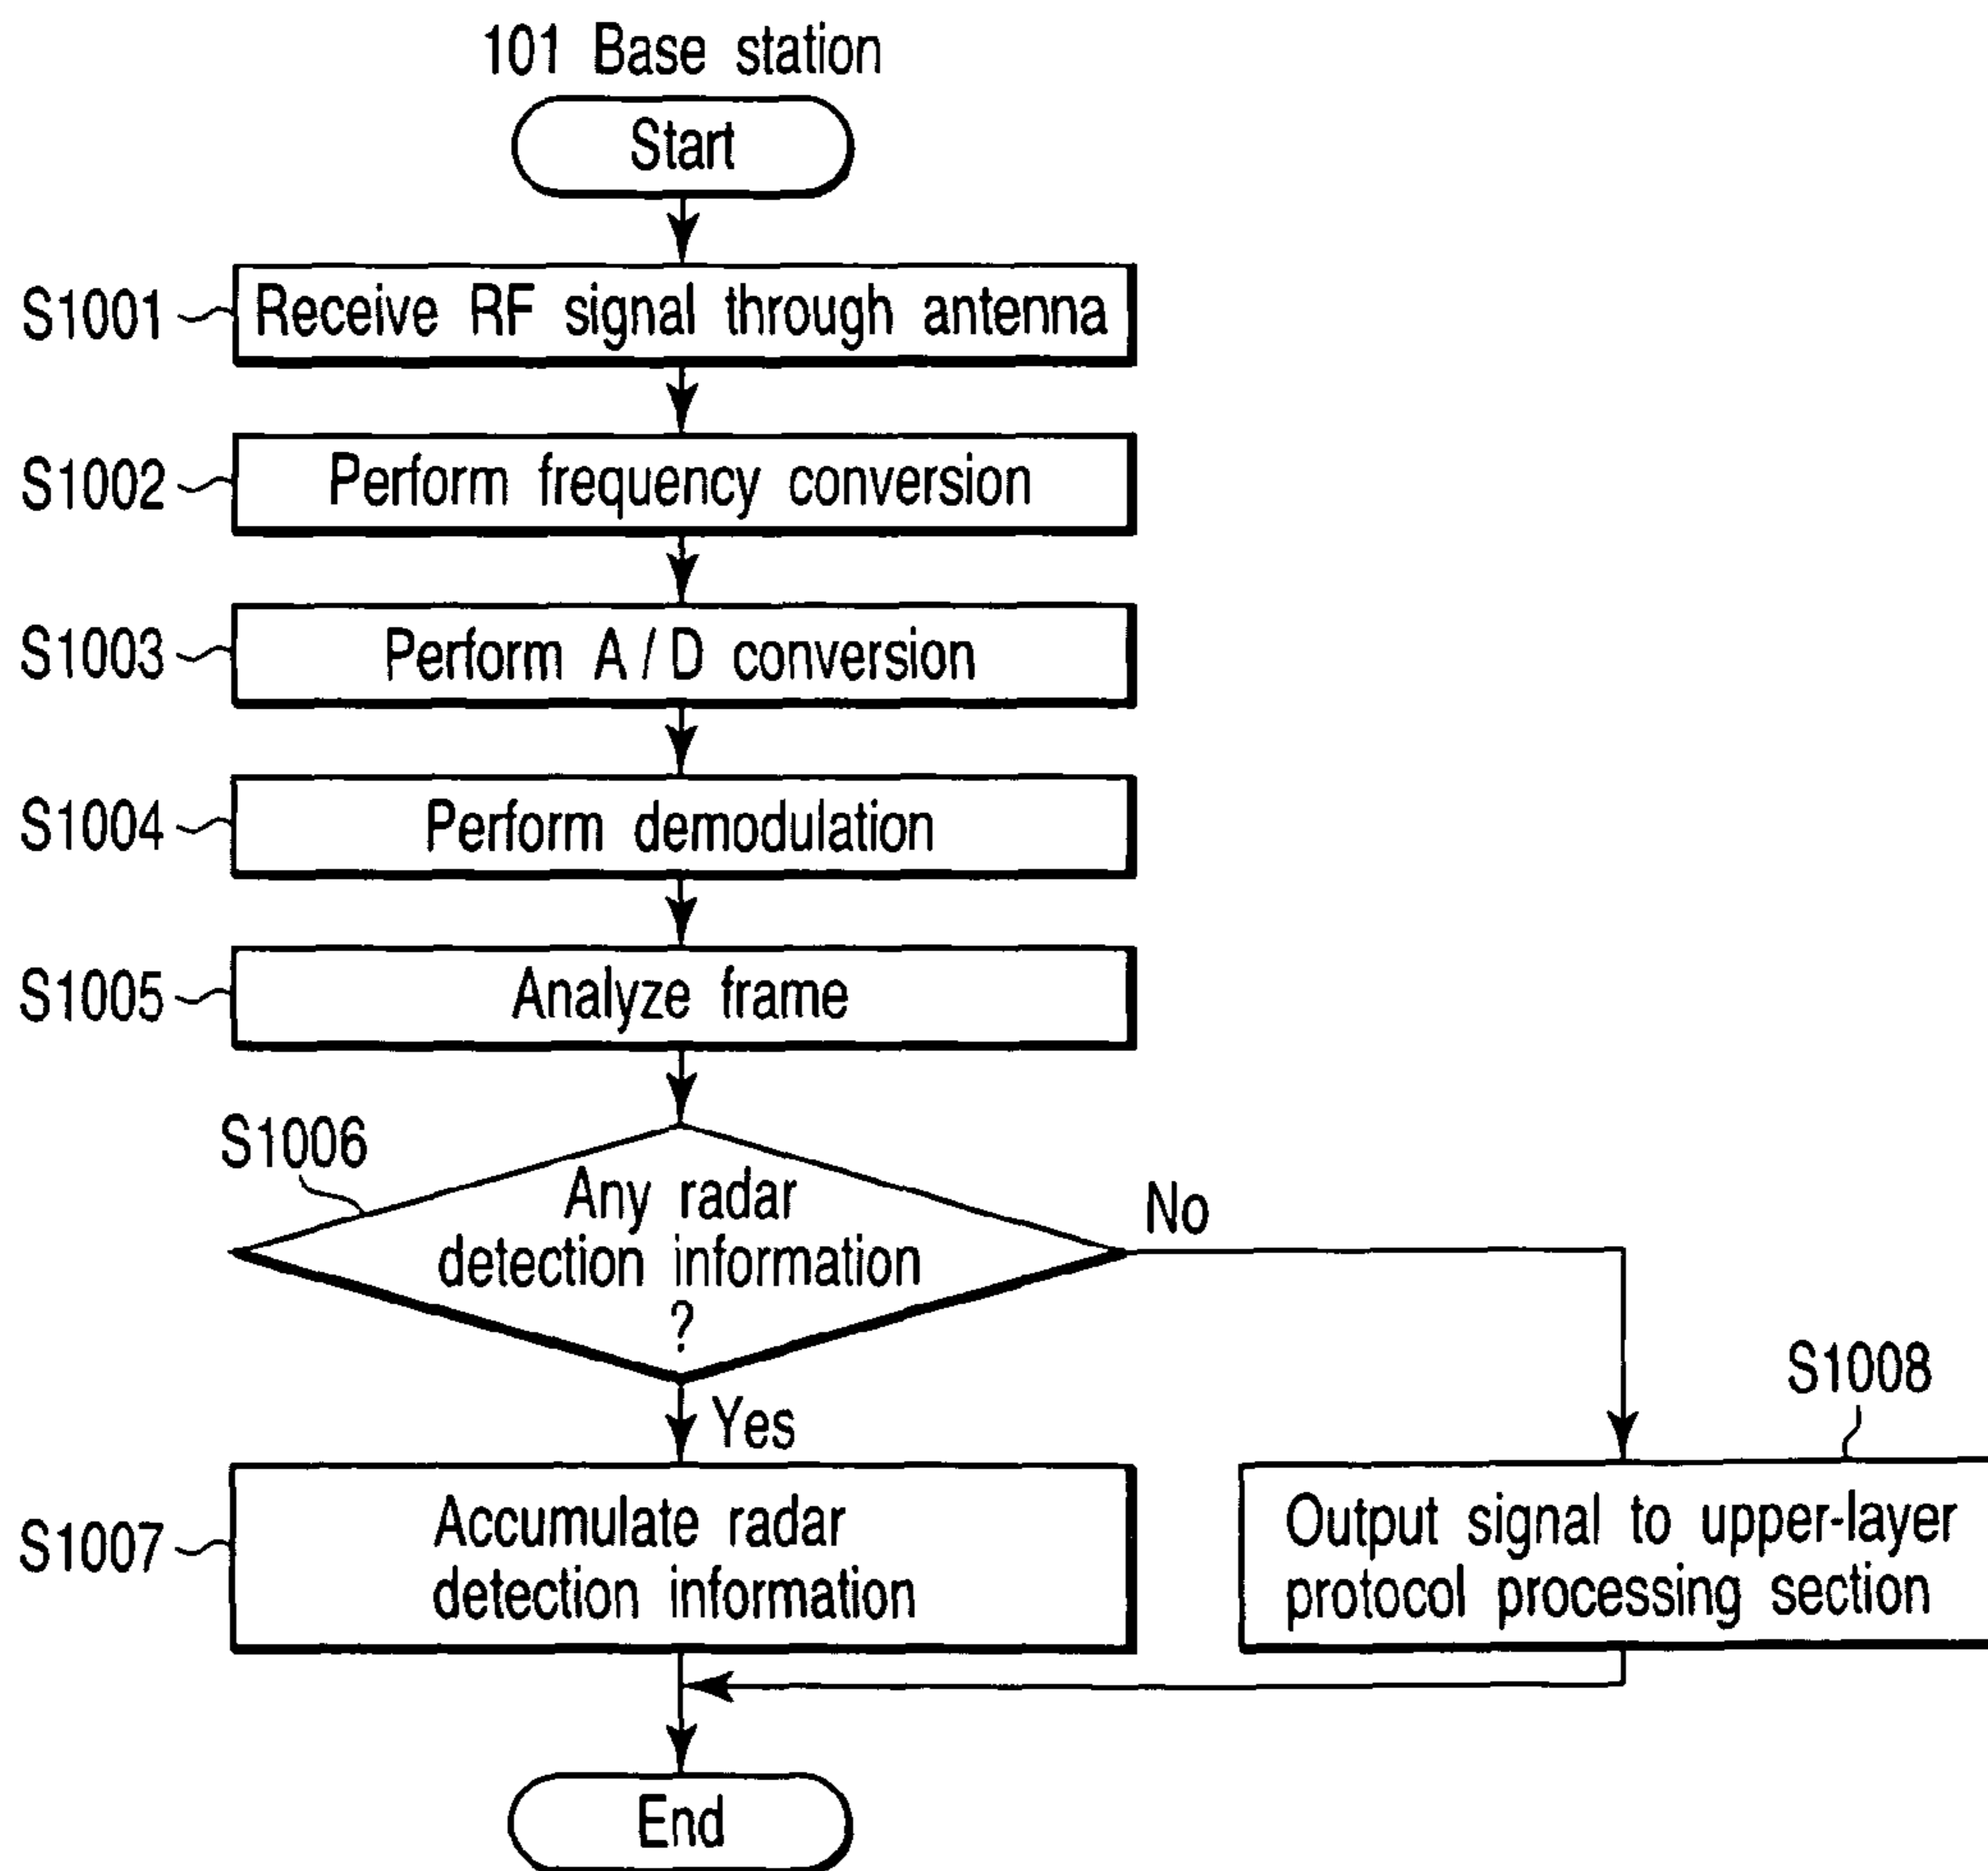 101 Base station
Start
S1001
Receive RF signal through antenna
S1002
Perform frequency conversion
S1003
Perform A/D conversion
S1004
Perform demodulation
S1005
Analyze frame
S1006
Any radar
detection information
?
No
Yes
S1007
Accumulate radar
detection information
S1008
Output signal to upper-layer
protocol processing section
End